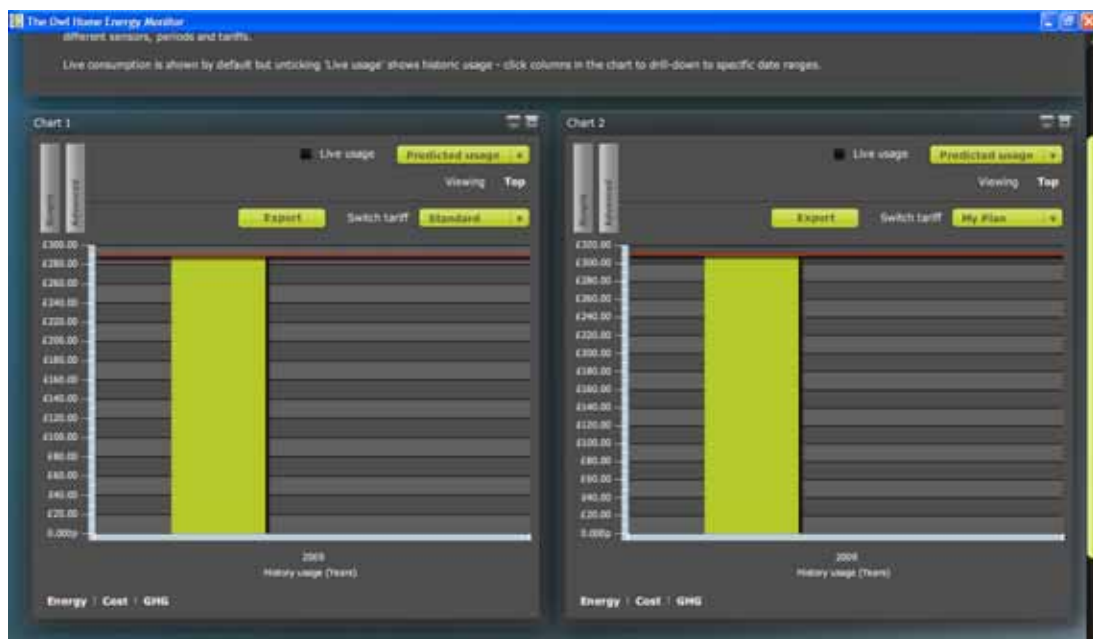 The Owl Home Energy Monitor
different sensors, periods and tariffs.
Live consumption is shown by default but unticking 'Live usage' shows historic usage - click columns in the chart to drill-down to specific date ranges.
Chart 1
Live usage Predicted usage
Viewing Top
Advanced
Export Switch tariff Standard
£300.00
£280.00
£260.00
£240.00
£220.00
£200.00
£180.00
£160.00
£140.00
£120.00
£100.00
£80.00
£60.00
£40.00
£20.00
0.000p
2009
History usage (Years)
Energy | Cost | GHG
Chart 2
Live usage Predicted usage
Viewing Top
Advanced
Export Switch tariff My Plan
£320.00
£300.00
£280.00
£260.00
£240.00
£220.00
£200.00
£180.00
£160.00
£140.00
£120.00
£100.00
£80.00
£60.00
£40.00
£20.00
0.000p
2009
History usage (Years)
Energy | Cost | GHG